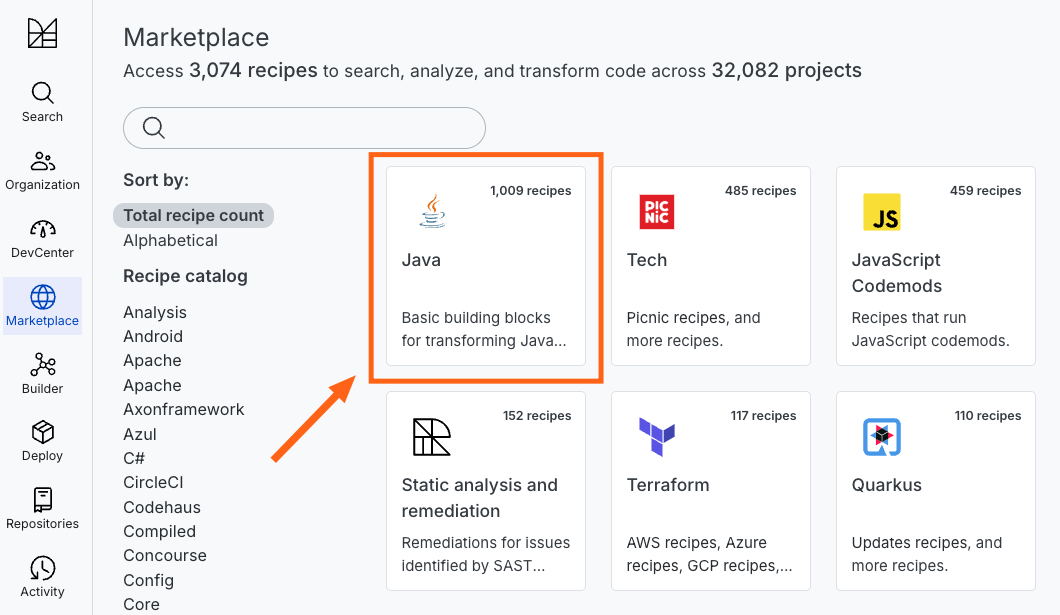 Marketplace
Access 3,074 recipes to search, analyze, and transform code across 32,082 projects
Search
Organization
DevCenter
Marketplace
Builder
Deploy
Repositories
Activity
Sort by:
Total recipe count
Alphabetical
Recipe catalog
Analysis
Android
Apache
Apache
Axonframework
Azul
C#
CircleCI
Codehaus
Compiled
Concourse
Config
Core
1,009 recipes
Java
Basic building blocks
for transforming Java...
485 recipes
PIC
NIC
Tech
Picnic recipes, and
more recipes.
459 recipes
JS
JavaScript
Codemods
Recipes that run
JavaScript codemods.
152 recipes
Static analysis and
remediation
Remediations for issues
identified by SAST...
117 recipes
Terraform
AWS recipes, Azure
recipes, GCP recipes,...
110 recipes
Quarkus
Updates recipes, and
more recipes.